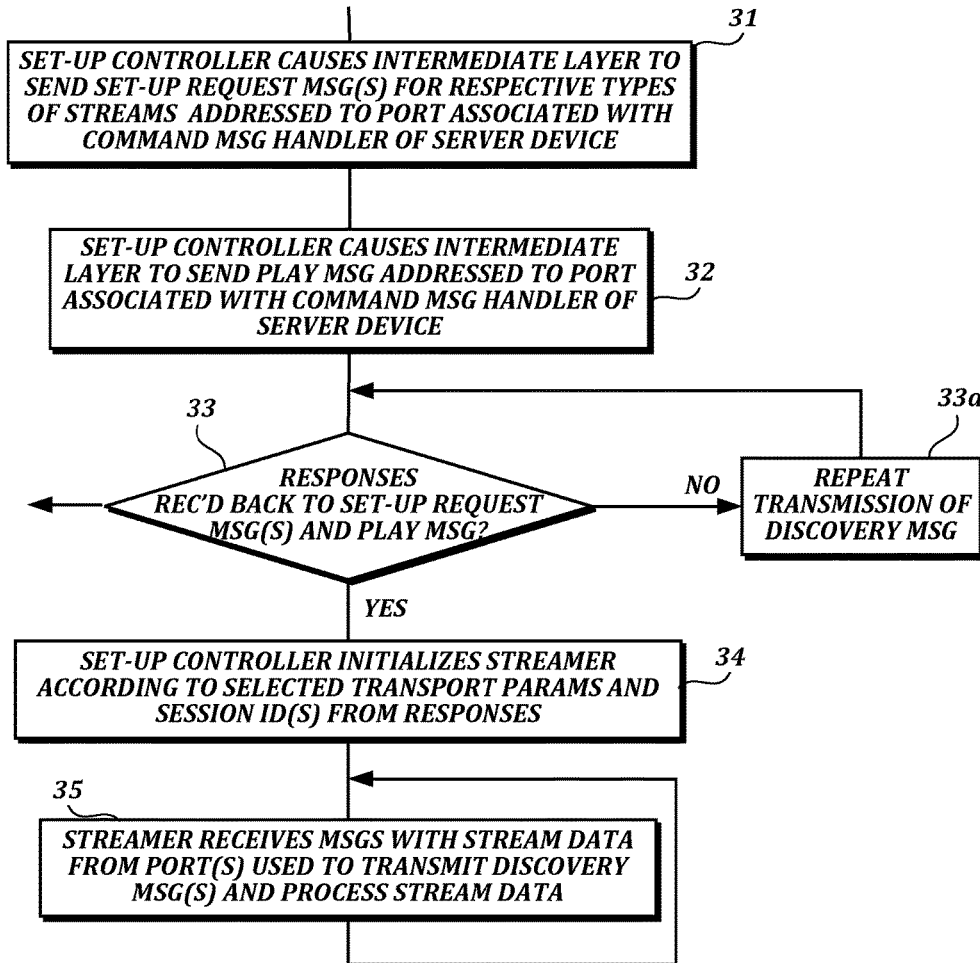 31
SET-UP CONTROLLER CAUSES INTERMEDIATE LAYER TO
SEND SET-UP REQUEST MSG(S) FOR RESPECTIVE TYPES
OF STREAMS ADDRESSED TO PORT ASSOCIATED WITH
COMMAND MSG HANDLER OF SERVER DEVICE
SET-UP CONTROLLER CAUSES INTERMEDIATE
LAYER TO SEND PLAY MSG ADDRESSED TO PORT
ASSOCIATED WITH COMMAND MSG HANDLER OF
SERVER DEVICE
32
33
RESPONSES
REC'D BACK TO SET-UP REQUEST
MSG(S) AND PLAY MSG?
NO
33a
REPEAT
TRANSMISSION OF
DISCOVERY MSG
YES
SET-UP CONTROLLER INITIALIZES STREAMER
ACCORDING TO SELECTED TRANSPORT PARAMS AND
SESSION ID(S) FROM RESPONSES
34
35
STREAMER RECEIVES MSGS WITH STREAM DATA
FROM PORT(S) USED TO TRANSMIT DISCOVERY
MSG(S) AND PROCESS STREAM DATA